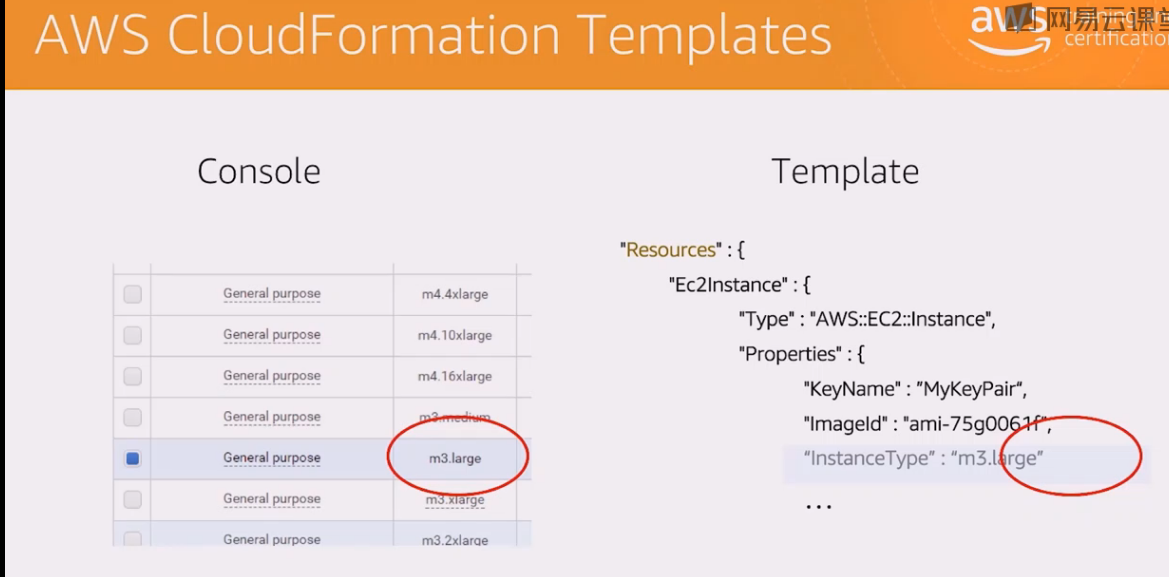 AWS CloudFormation Templates
aws
网易云课堂
certification
Console
Template
General purpose m4.4xlarge
General purpose m4.10xlarge
General purpose m4.16xlarge
General purpose m3.medium
General purpose m3.large
General purpose m3.xlarge
General purpose m3.2xlarge
"Resources" : {
"Ec2Instance" : {
"Type" : "AWS::EC2::Instance",
"Properties" : {
"KeyName" : "MyKeyPair“,
"ImageId" : "ami-75g0061f",
“InstanceType” : “m3.large”
...